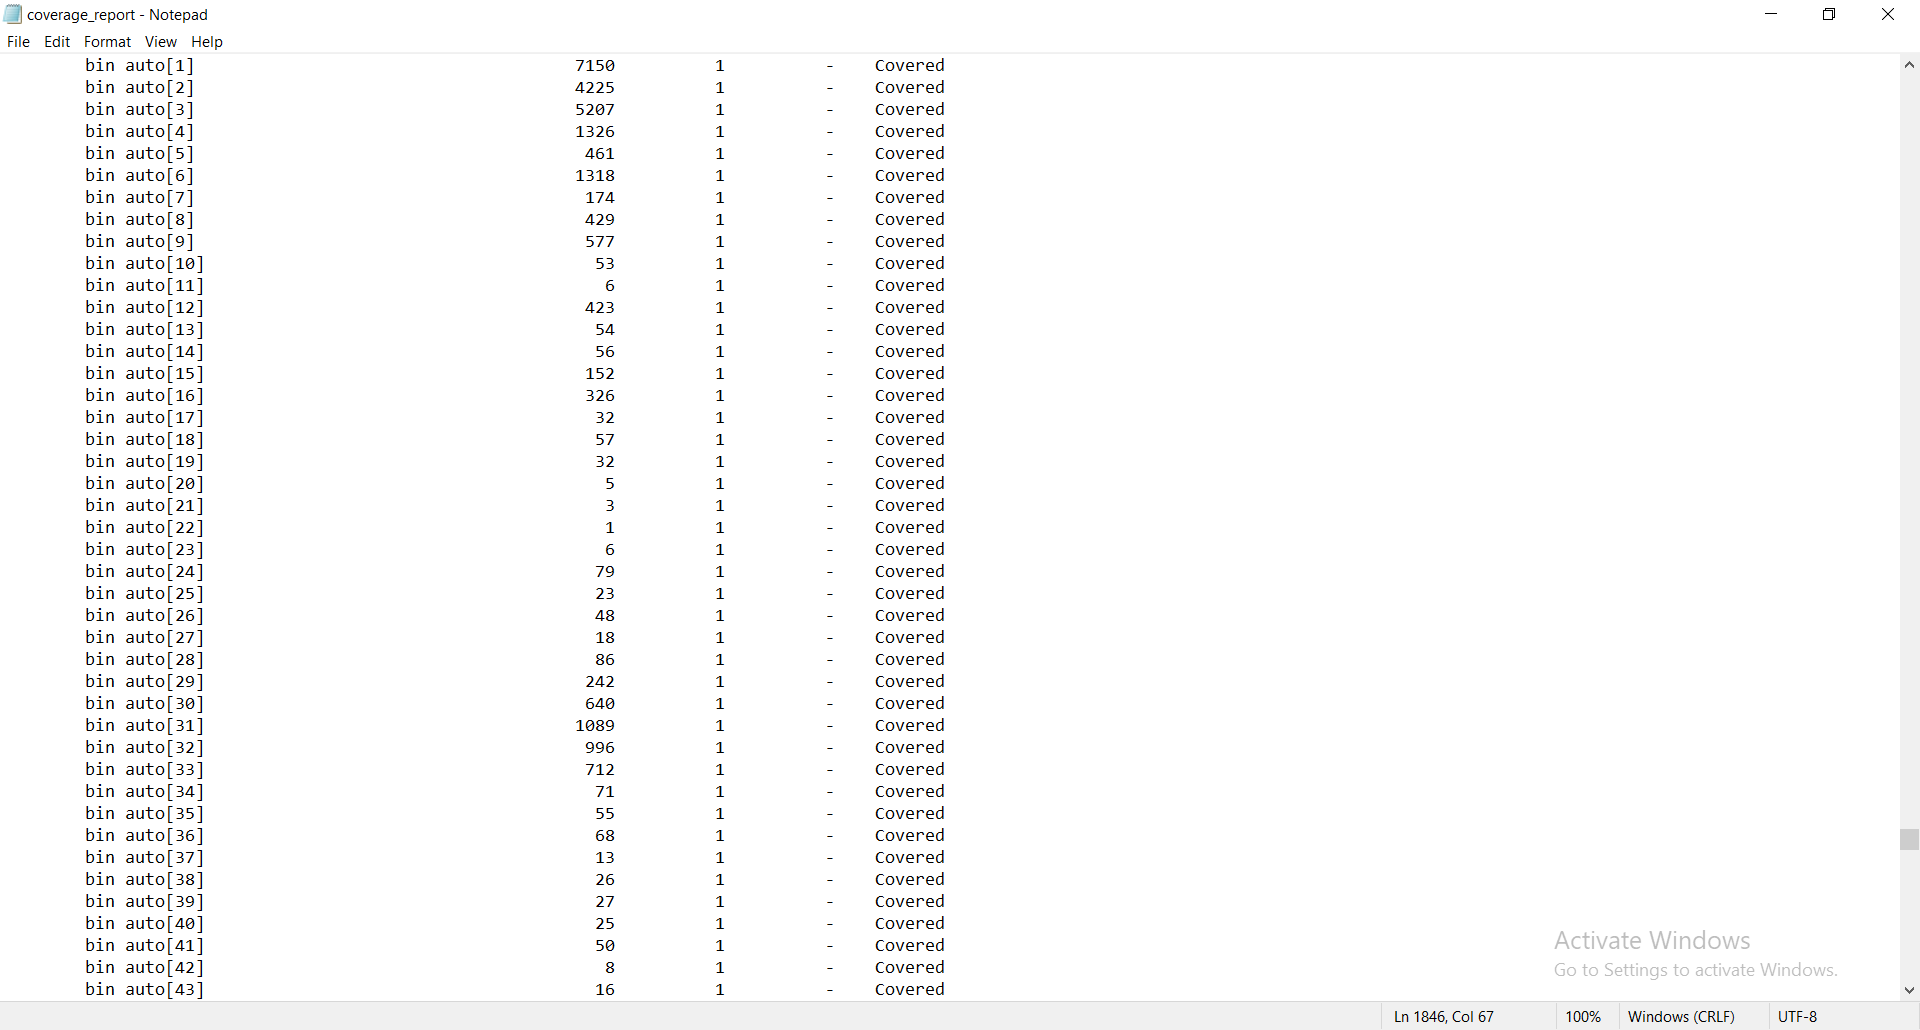 coverage_report - Notepad
File Edit Format View Help
bin auto[1] 7150 1 - Covered
bin auto[2] 4225 1 - Covered
bin auto[3] 5207 1 - Covered
bin auto[4] 1326 1 - Covered
bin auto[5] 461 1 - Covered
bin auto[6] 1318 1 - Covered
bin auto[7] 174 1 - Covered
bin auto[8] 429 1 - Covered
bin auto[9] 577 1 - Covered
bin auto[10] 53 1 - Covered
bin auto[11] 6 1 - Covered
bin auto[12] 423 1 - Covered
bin auto[13] 54 1 - Covered
bin auto[14] 56 1 - Covered
bin auto[15] 152 1 - Covered
bin auto[16] 326 1 - Covered
bin auto[17] 32 1 - Covered
bin auto[18] 57 1 - Covered
bin auto[19] 32 1 - Covered
bin auto[20] 5 1 - Covered
bin auto[21] 3 1 - Covered
bin auto[22] 1 1 - Covered
bin auto[23] 6 1 - Covered
bin auto[24] 79 1 - Covered
bin auto[25] 23 1 - Covered
bin auto[26] 48 1 - Covered
bin auto[27] 18 1 - Covered
bin auto[28] 86 1 - Covered
bin auto[29] 242 1 - Covered
bin auto[30] 640 1 - Covered
bin auto[31] 1089 1 - Covered
bin auto[32] 996 1 - Covered
bin auto[33] 712 1 - Covered
bin auto[34] 71 1 - Covered
bin auto[35] 55 1 - Covered
bin auto[36] 68 1 - Covered
bin auto[37] 13 1 - Covered
bin auto[38] 26 1 - Covered
bin auto[39] 27 1 - Covered
bin auto[40] 25 1 - Covered
bin auto[41] 50 1 - Covered
bin auto[42] 8 1 - Covered
bin auto[43] 16 1 - Covered
Activate Windows
Go to Settings to activate Windows.
Ln 1846, Col 67 100% Windows (CRLF) UTF-8